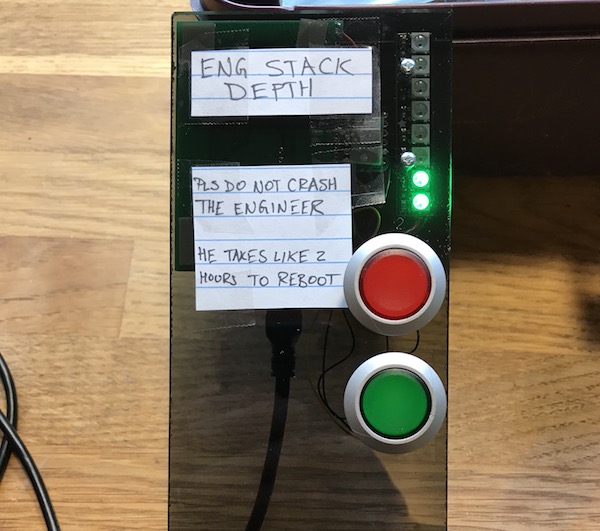 ENG STACK
DEPTH
PLS DO NOT CRASH
THE ENGINEER
HE TAKES LIKE 2
HOURS TO REBOOT